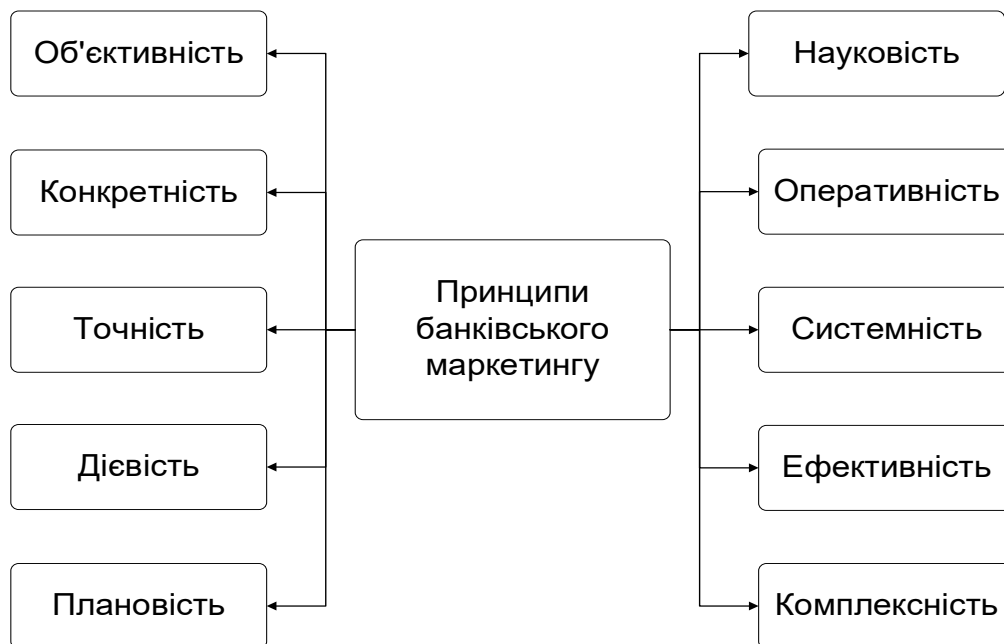 Об'єктивність
Конкретність
Точність
Дієвість
Плановість
Принципи
банківського
маркетингу
Науковість
Оперативність
Системність
Ефективність
Комплексність